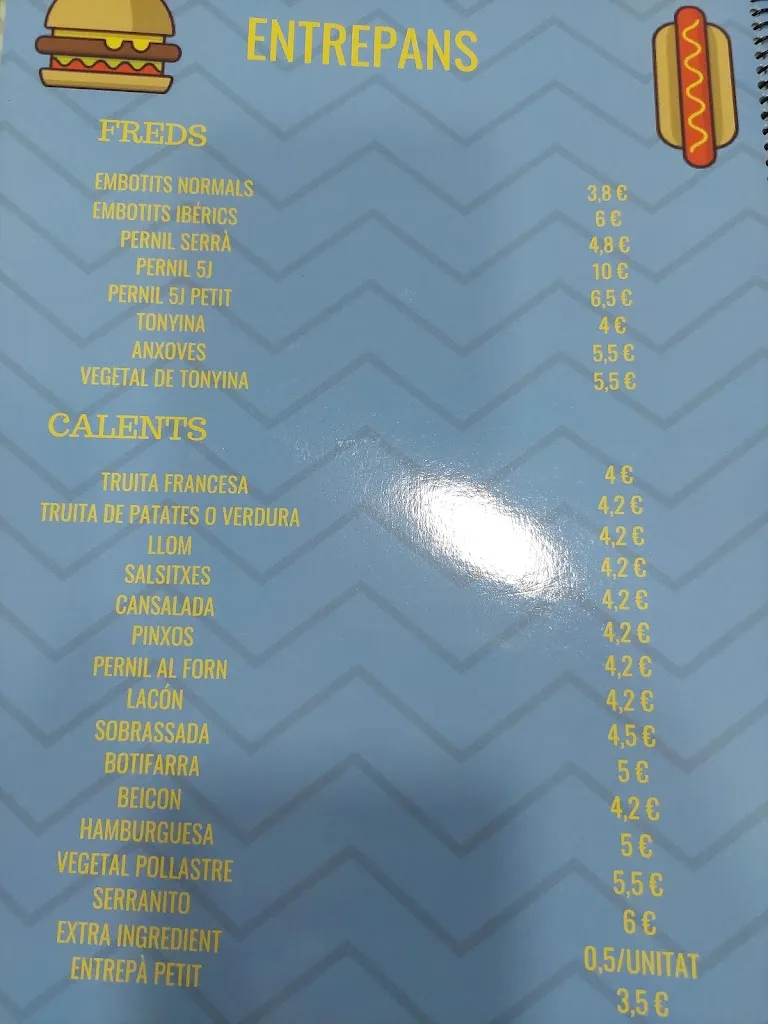 ENTREPANS
FREDS
EMBOTITS NORMALS 3,8 €
EMBOTITS IBÉRICS 6 €
PERNIL SERRÀ 4,8 €
PERNIL 5J 10 €
PERNIL 5J PETIT 6,5 €
TONYINA 4 €
ANXOVES 5,5 €
VEGETAL DE TONYINA 5,5 €
CALENTS
TRUITA FRANCESA 4 €
TRUITA DE PATATES O VERDURA 4,2 €
LLOM 4,2 €
SALSITXES 4,2 €
CANSALADA 4,2 €
PINXOS 4,2 €
PERNIL AL FORN 4,2 €
LACÓN 4,2 €
SOBRASSADA 4,5 €
BOTIFARRA 5 €
BEICON 4,2 €
HAMBURGUESA 5 €
VEGETAL POLLASTRE 5,5 €
SERRANITO 6 €
EXTRA INGREDIENT 0,5/UNITAT
ENTREPÀ PETIT 3,5 €